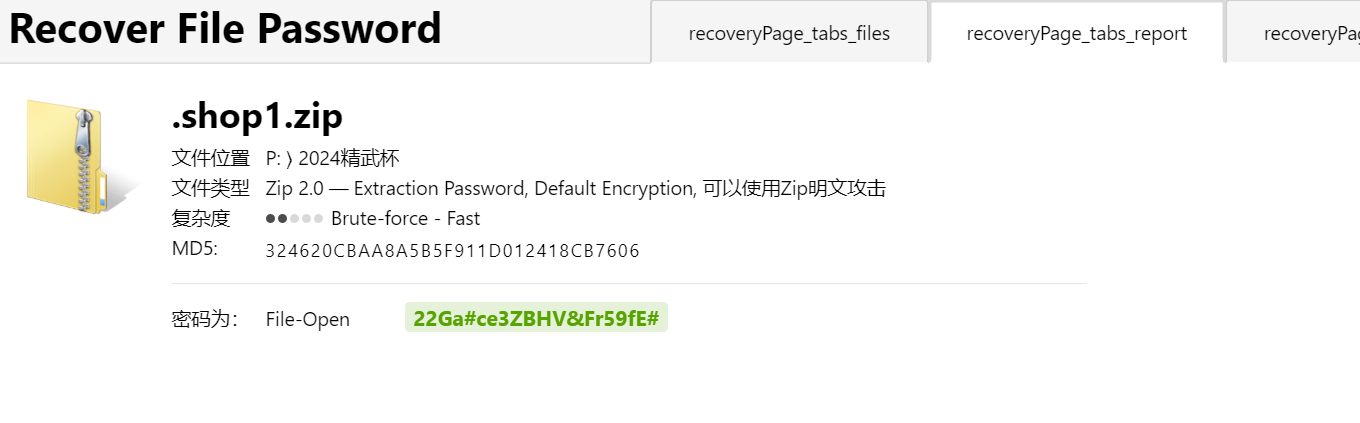 Recover File Password
recoveryPage_tabs_files
recoveryPage_tabs_report
recoveryPag
.shop1.zip
文件位置 P: ⟩ 2024精武杯
文件类型 Zip 2.0 — Extraction Password, Default Encryption, 可以使用Zip明文攻击
复杂度 Brute-force - Fast
MD5: 324620CBAA8A5B5F911D012418CB7606
密码为： File-Open 22Ga#ce3ZBHV&Fr59fE#